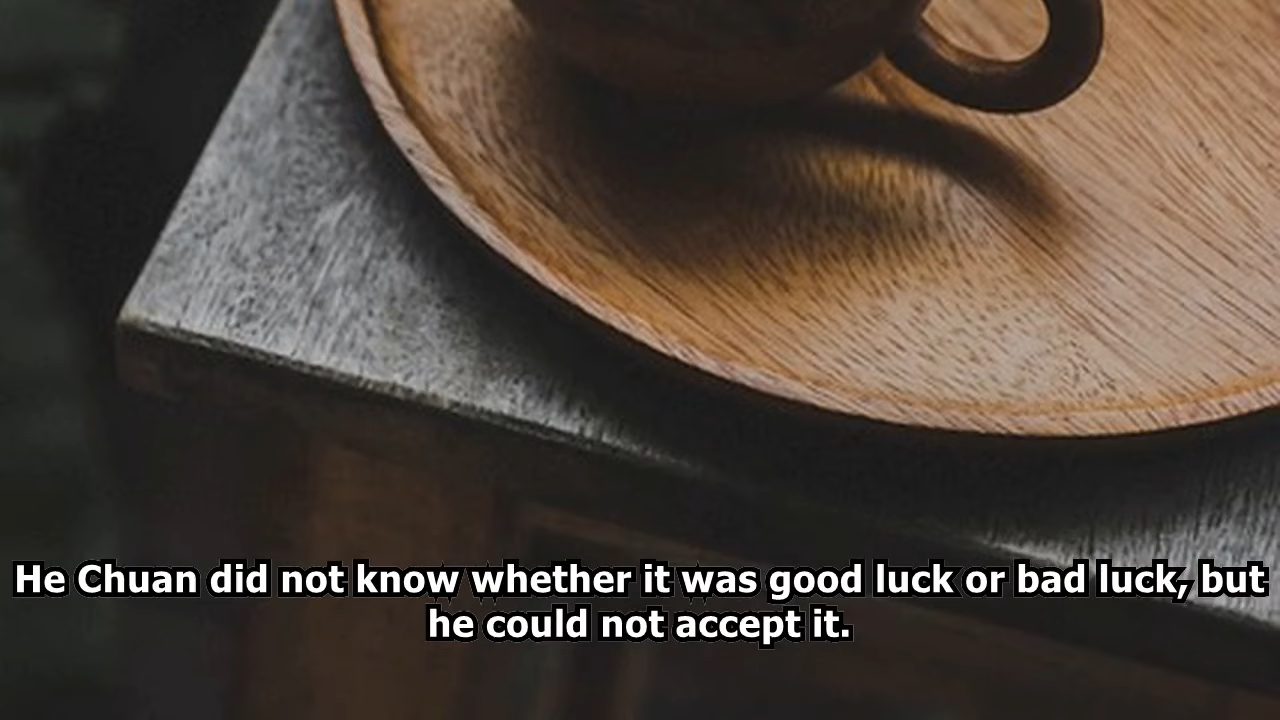 He Chuan did not know whether it was good luck or bad luck, but
he could not accept it.